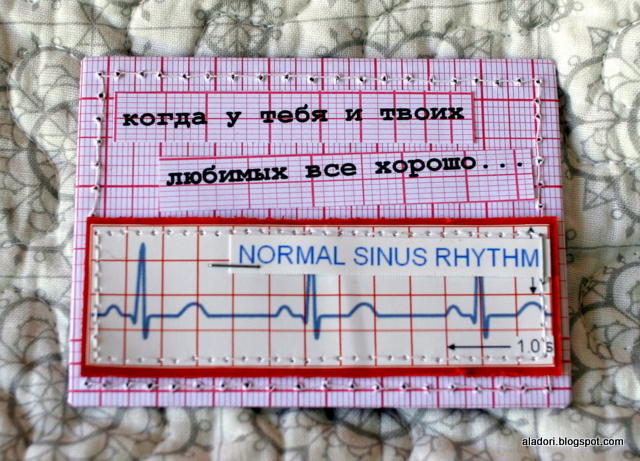 когда у тебя и твоих
любимых все хорошо...
NORMAL SINUS RHYTHM
1.0 s
aladori.blogspot.com